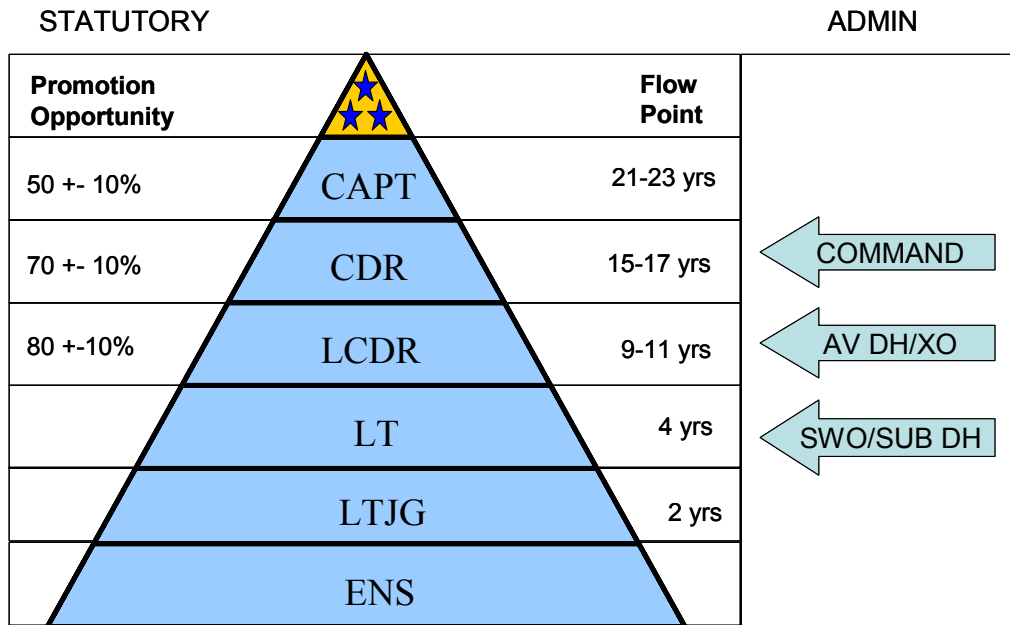 STATUTORY
ADMIN
Promotion
Opportunity
Flow
Point
50 +- 10%
CAPT
21-23 yrs
70 +- 10%
CDR
15-17 yrs
COMMAND
80 +-10%
LCDR
9-11 yrs
AV DH/XO
LT
4 yrs
SWO/SUB DH
LTJG
2 yrs
ENS